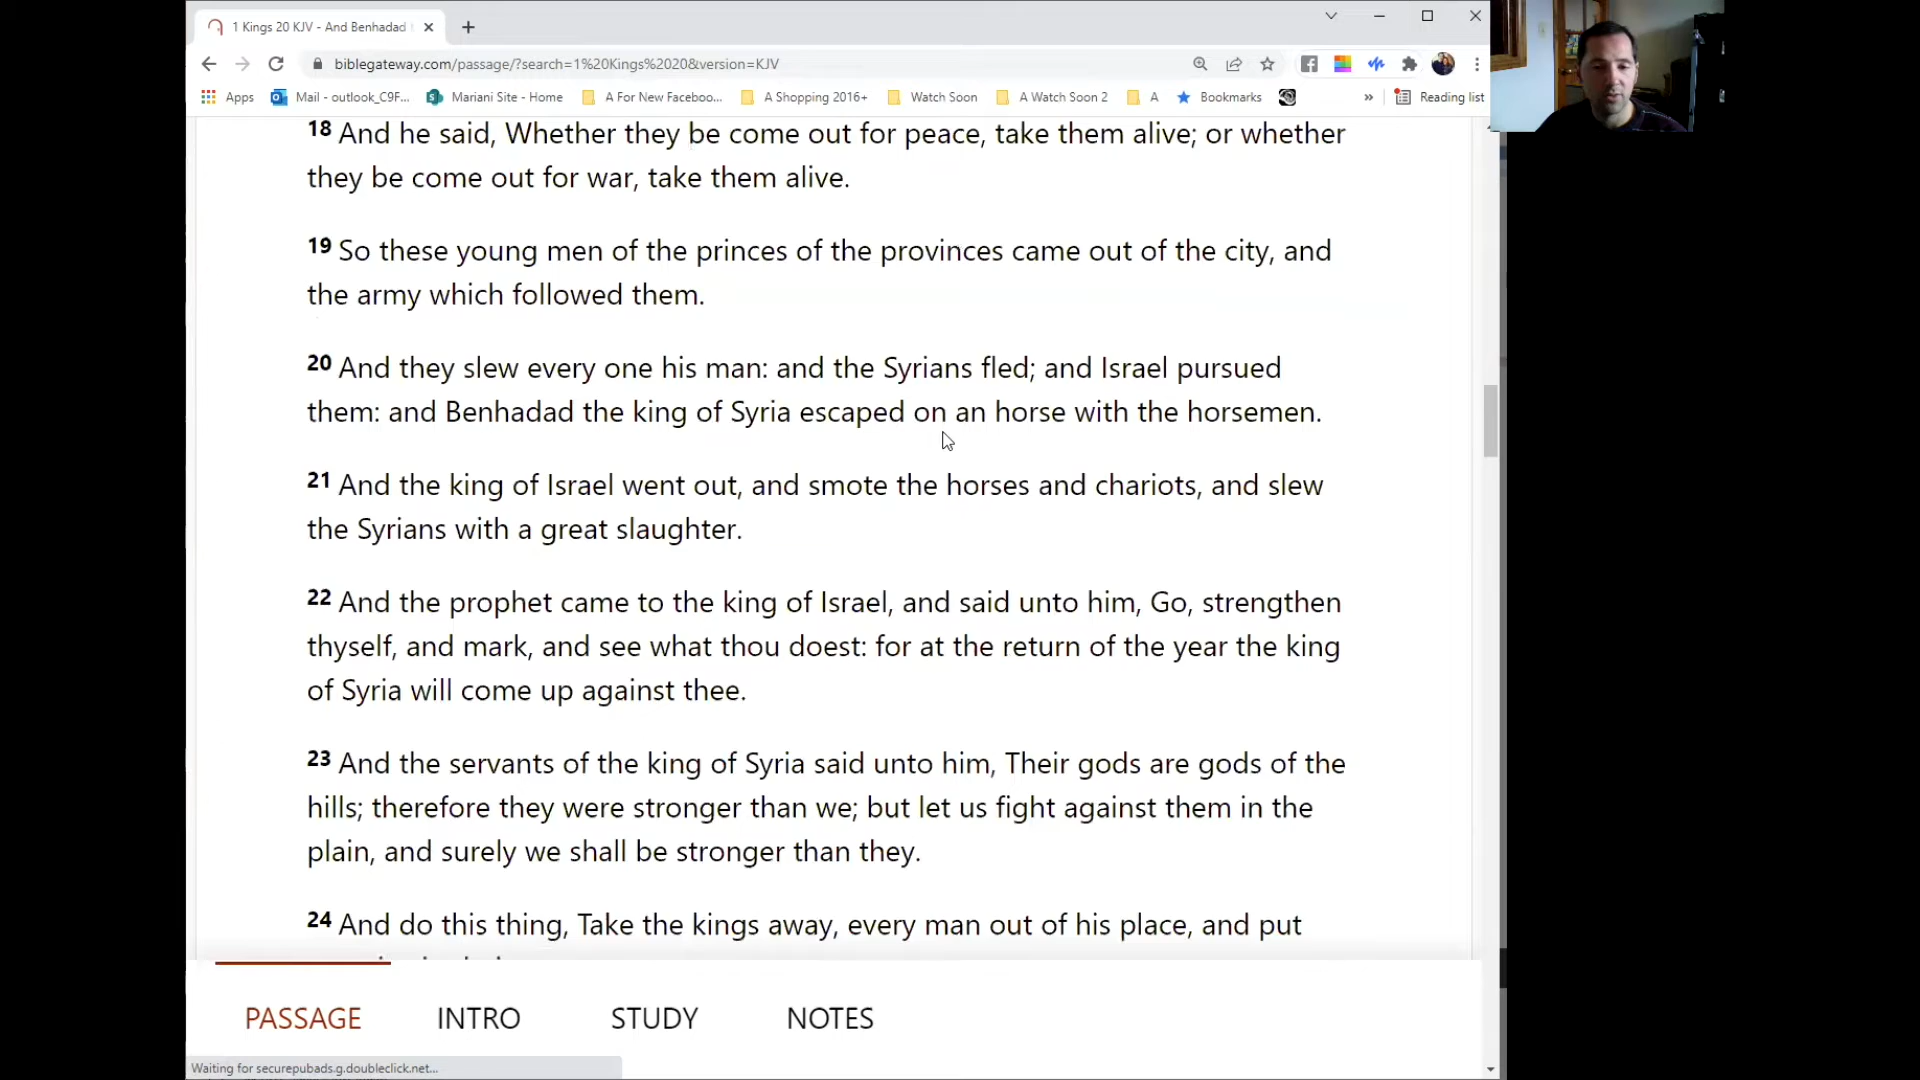 1 Kings 20 KJV - And Benhadad
biblegateway.com/passage/?search=1%20Kings%2020&version=KJV
Apps
Mail - outlook_C9F...
Mariani Site - Home
A For New Faceboo...
A Shopping 2016+
Watch Soon
A Watch Soon 2
A
Bookmarks
»
Reading list
18 And he said, Whether they be come out for peace, take them alive; or whether
they be come out for war, take them alive.
19 So these young men of the princes of the provinces came out of the city, and
the army which followed them.
20 And they slew every one his man: and the Syrians fled; and Israel pursued
them: and Benhadad the king of Syria escaped on an horse with the horsemen.
21 And the king of Israel went out, and smote the horses and chariots, and slew
the Syrians with a great slaughter.
22 And the prophet came to the king of Israel, and said unto him, Go, strengthen
thyself, and mark, and see what thou doest: for at the return of the year the king
of Syria will come up against thee.
23 And the servants of the king of Syria said unto him, Their gods are gods of the
hills; therefore they were stronger than we; but let us fight against them in the
plain, and surely we shall be stronger than they.
24 And do this thing, Take the kings away, every man out of his place, and put
PASSAGE
INTRO
STUDY
NOTES
Waiting for securepubads.g.doubleclick.net...